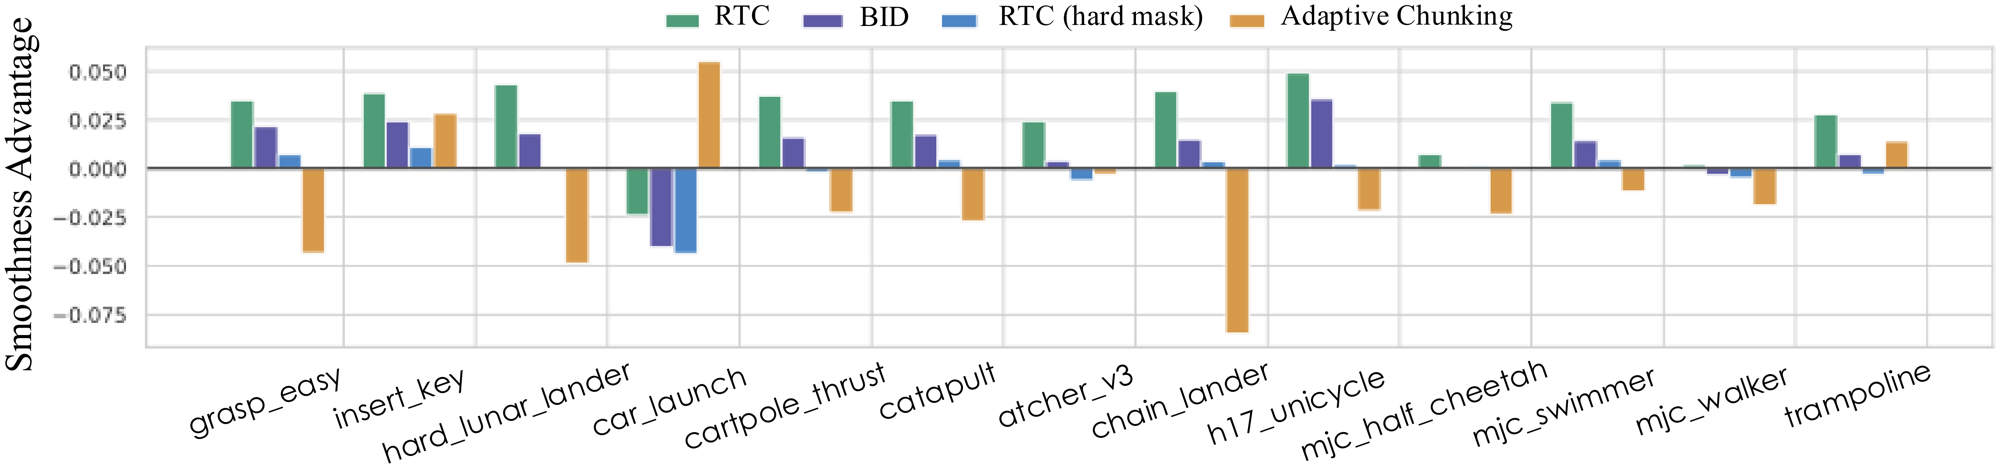 RTC BID RTC (hard mask) Adaptive Chunking
Smoothness Advantage
0.050
0.025
0.000
−0.025
−0.050
−0.075
grasp_easy
insert_key
hard_lunar_lander
car_launch
cartpole_thrust
catapult
atcher_v3
chain_lander
h17_unicycle
mjc_half_cheetah
mjc_swimmer
mjc_walker
trampoline